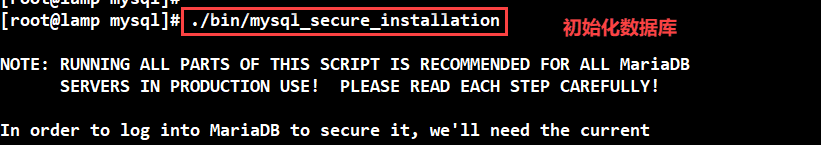 [root@lamp mysql]#
[root@lamp mysql]# ./bin/mysql_secure_installation 初始化数据库
NOTE: RUNNING ALL PARTS OF THIS SCRIPT IS RECOMMENDED FOR ALL MariaDB
SERVERS IN PRODUCTION USE!  PLEASE READ EACH STEP CAREFULLY!
In order to log into MariaDB to secure it, we'll need the current